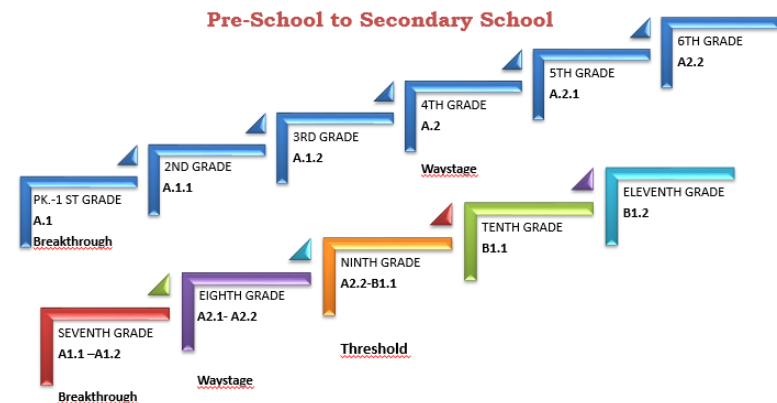 Pre-School to Secondary School
PK.-1 ST GRADE
A.1
Breakthrough
2ND GRADE
A.1.1
3RD GRADE
A.1.2
4TH GRADE
A.2
Waystage
5TH GRADE
A.2.1
6TH GRADE
A2.2
SEVENTH GRADE
A1.1 –A1.2
Breakthrough
EIGHTH GRADE
A2.1- A2.2
Waystage
NINTH GRADE
A2.2-B1.1
Threshold
TENTH GRADE
B1.1
ELEVENTH GRADE
B1.2